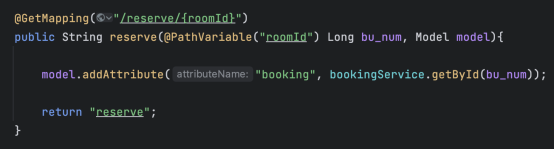 @GetMapping("/reserve/{roomId}")
public String reserve(@PathVariable("roomId") Long bu_num, Model model){
model.addAttribute( attributeName: "booking", bookingService.getById(bu_num));
return "reserve";
}